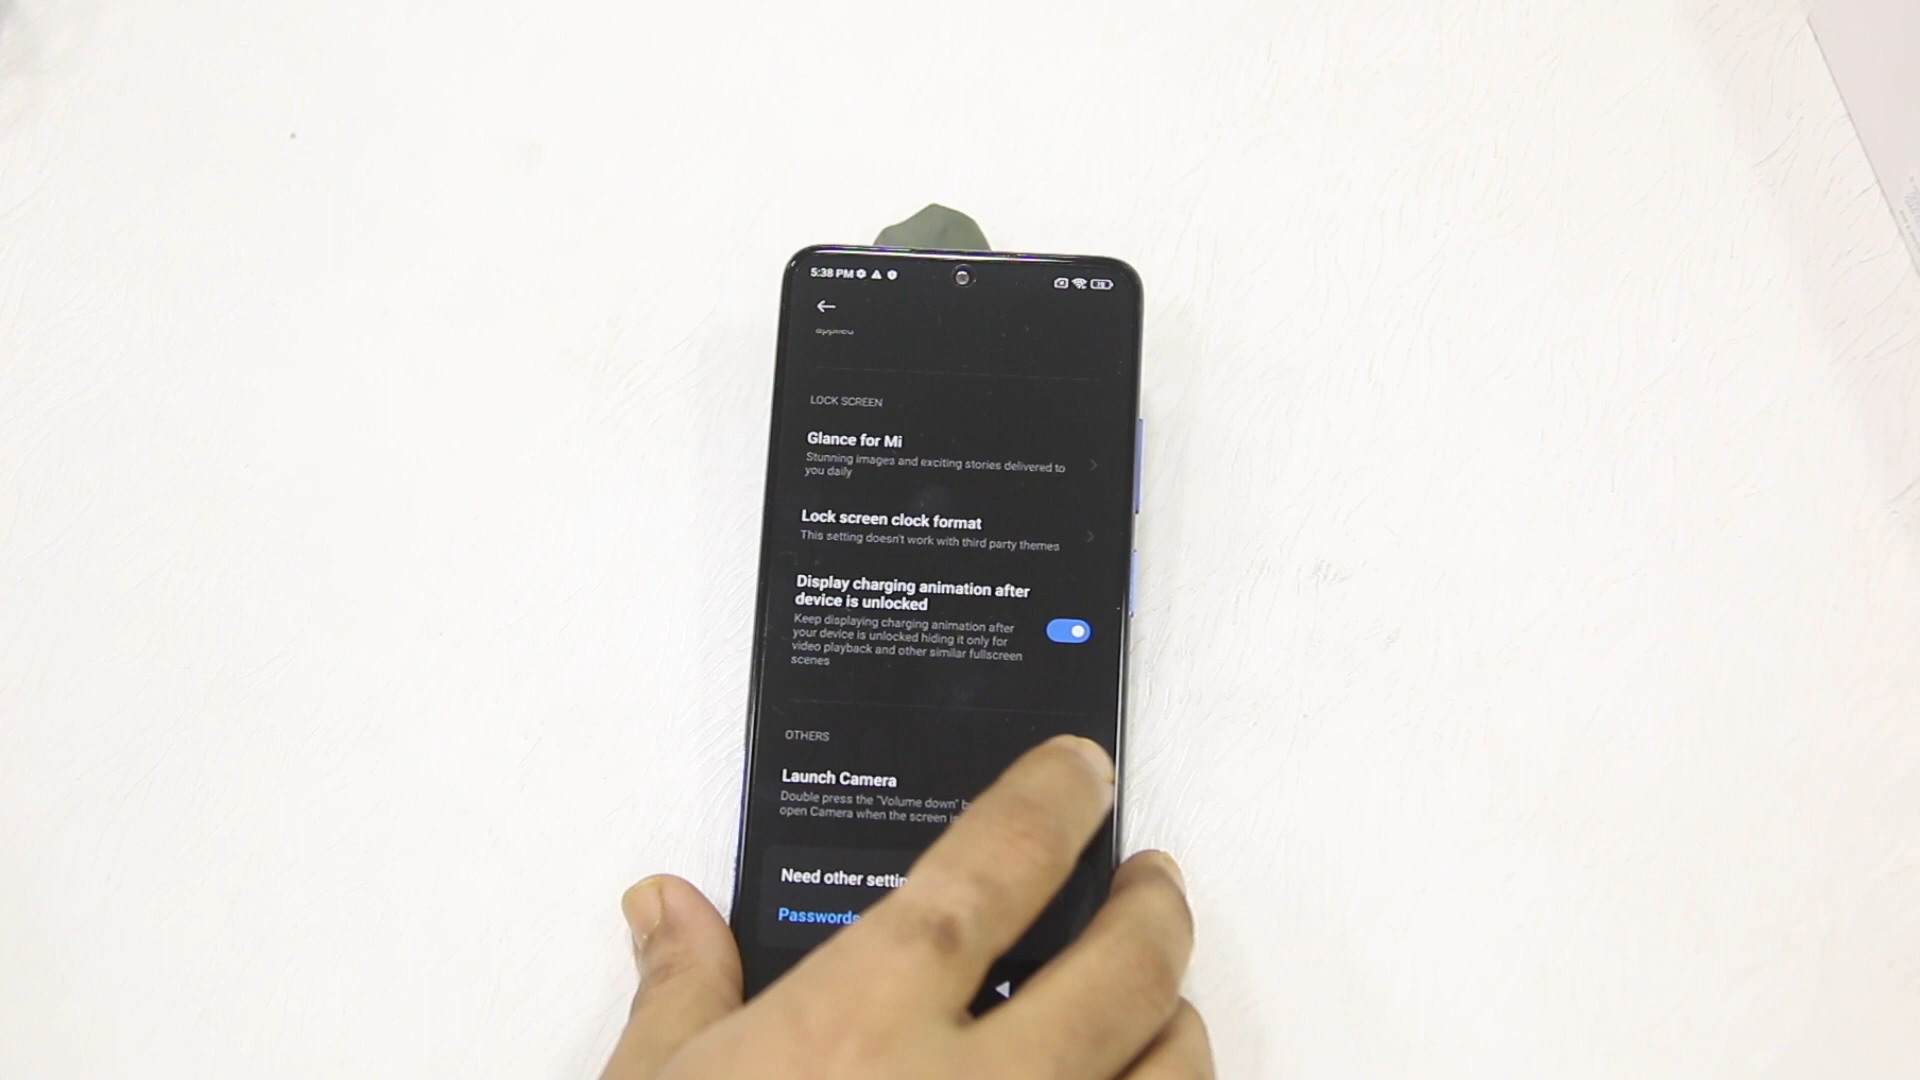 5:38 PM
LOCK SCREEN
Glance for Mi
Stunning images and exciting stories delivered to
you daily
Lock screen clock format
This setting doesn't work with third party themes
Display charging animation after
device is unlocked
Keep displaying charging animation after
your device is unlocked hiding it only for
video playback and other similar fullscreen
scenes
OTHERS
Launch Camera
Double press the "Volume down"
open Camera when the screen
Need other
Passwords